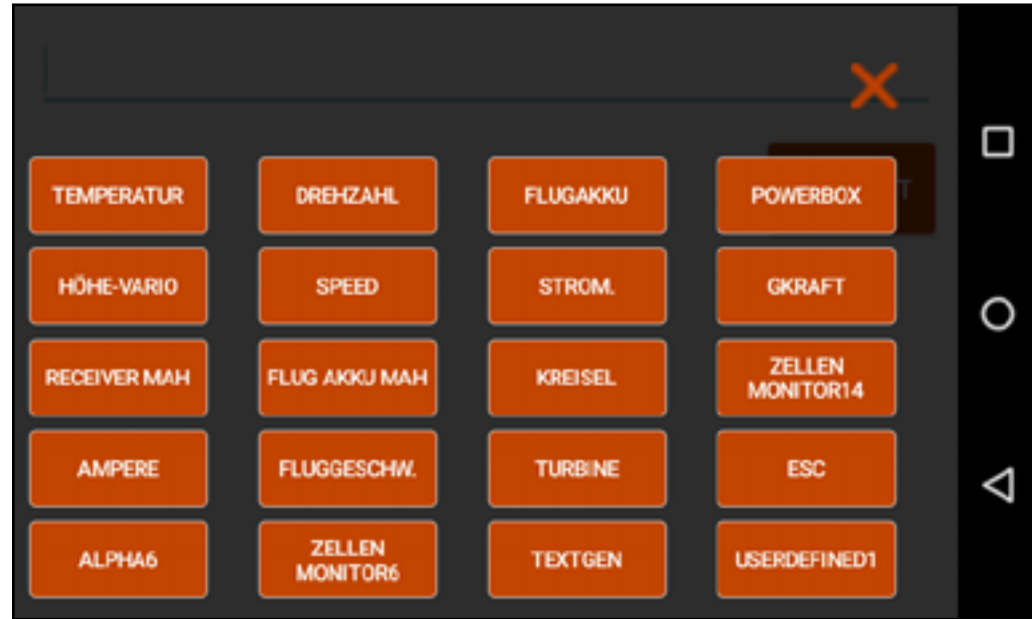 TEMPERATUR
DREHZAHL
FLUGAKKU
POWERBOX
HÖHE-VARIO
SPEED
STROM.
GKRAFT
RECEIVER MAH
FLUG AKKU MAH
KREISEL
ZELLEN
MONITOR14
AMPERE
FLUGGESCHW.
TURBINE
ESC
ALPHA6
ZELLEN
MONITOR6
TEXTGEN
USERDEFINED1